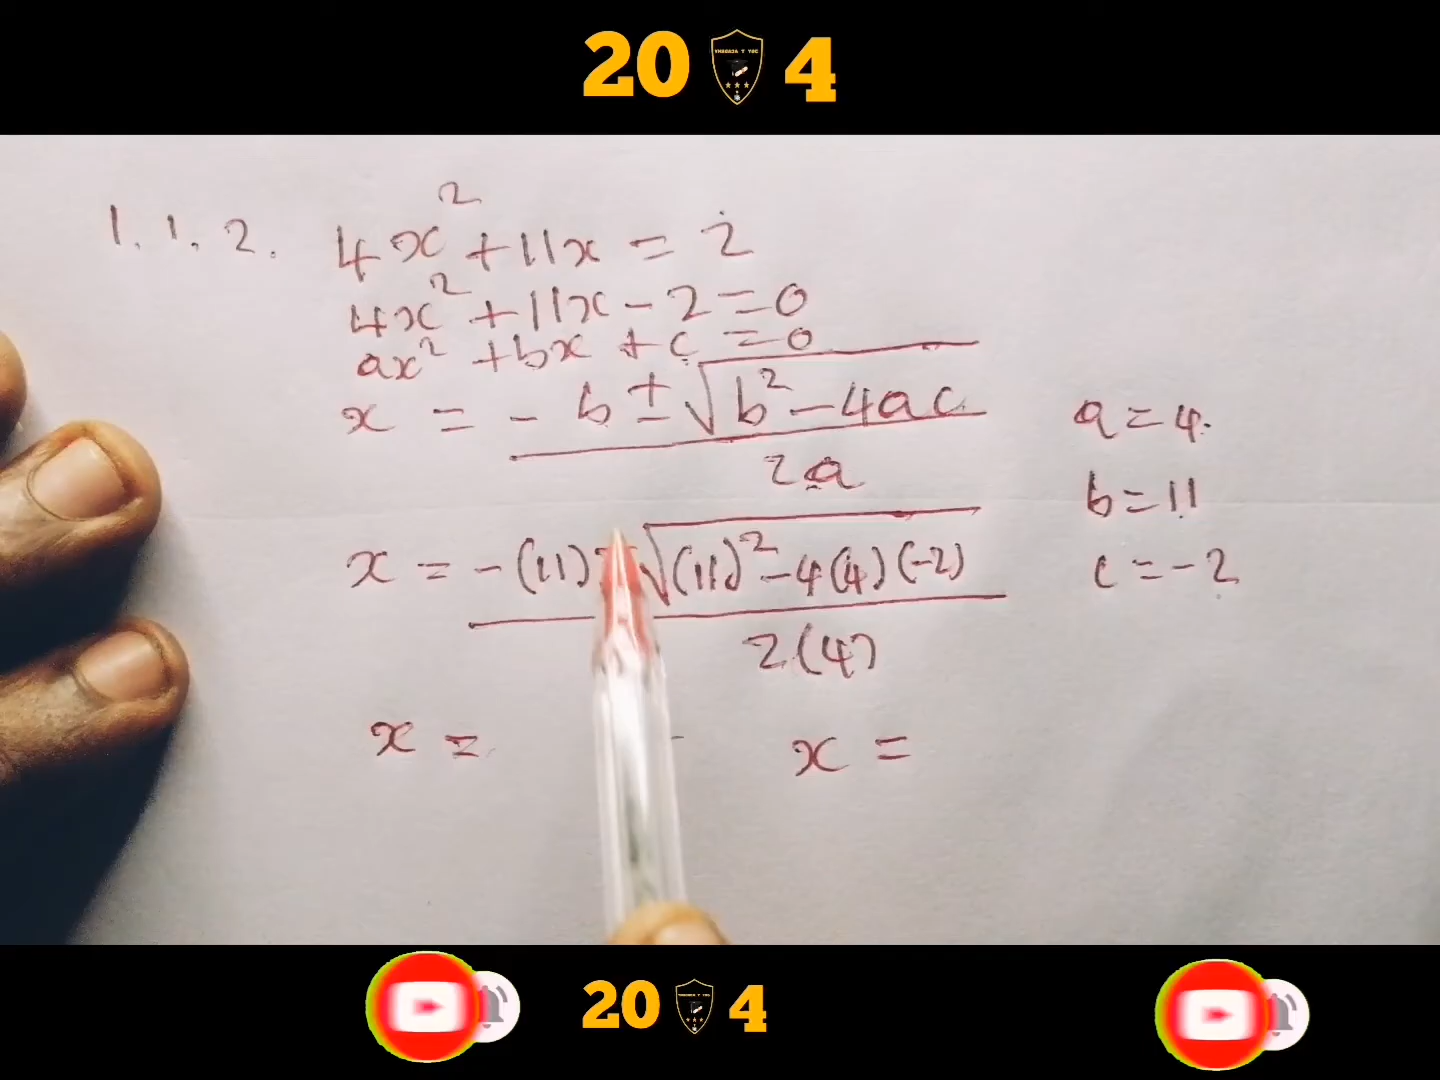 20 4
1.1.2. 4x² + 11x = 2
4x² + 11x - 2 = 0
ax² + bx + c = 0
x = - b ± √b² - 4ac
2a
a = 4
b = 11
c = -2
x = -(11) √(11)² - 4(4)(-2)
2(4)
x =
x =
20 4